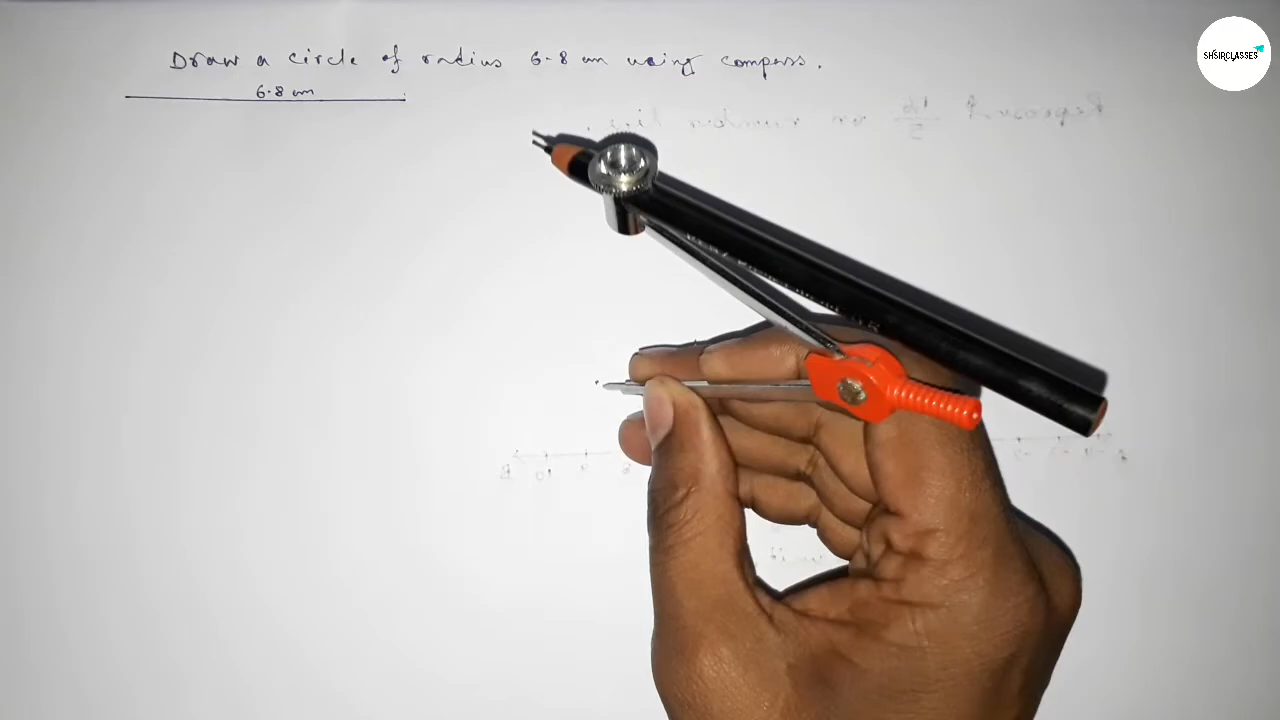 Draw a circle of radius 6.8 cm using compass.
6.8 cm
SHSIRCLASSES